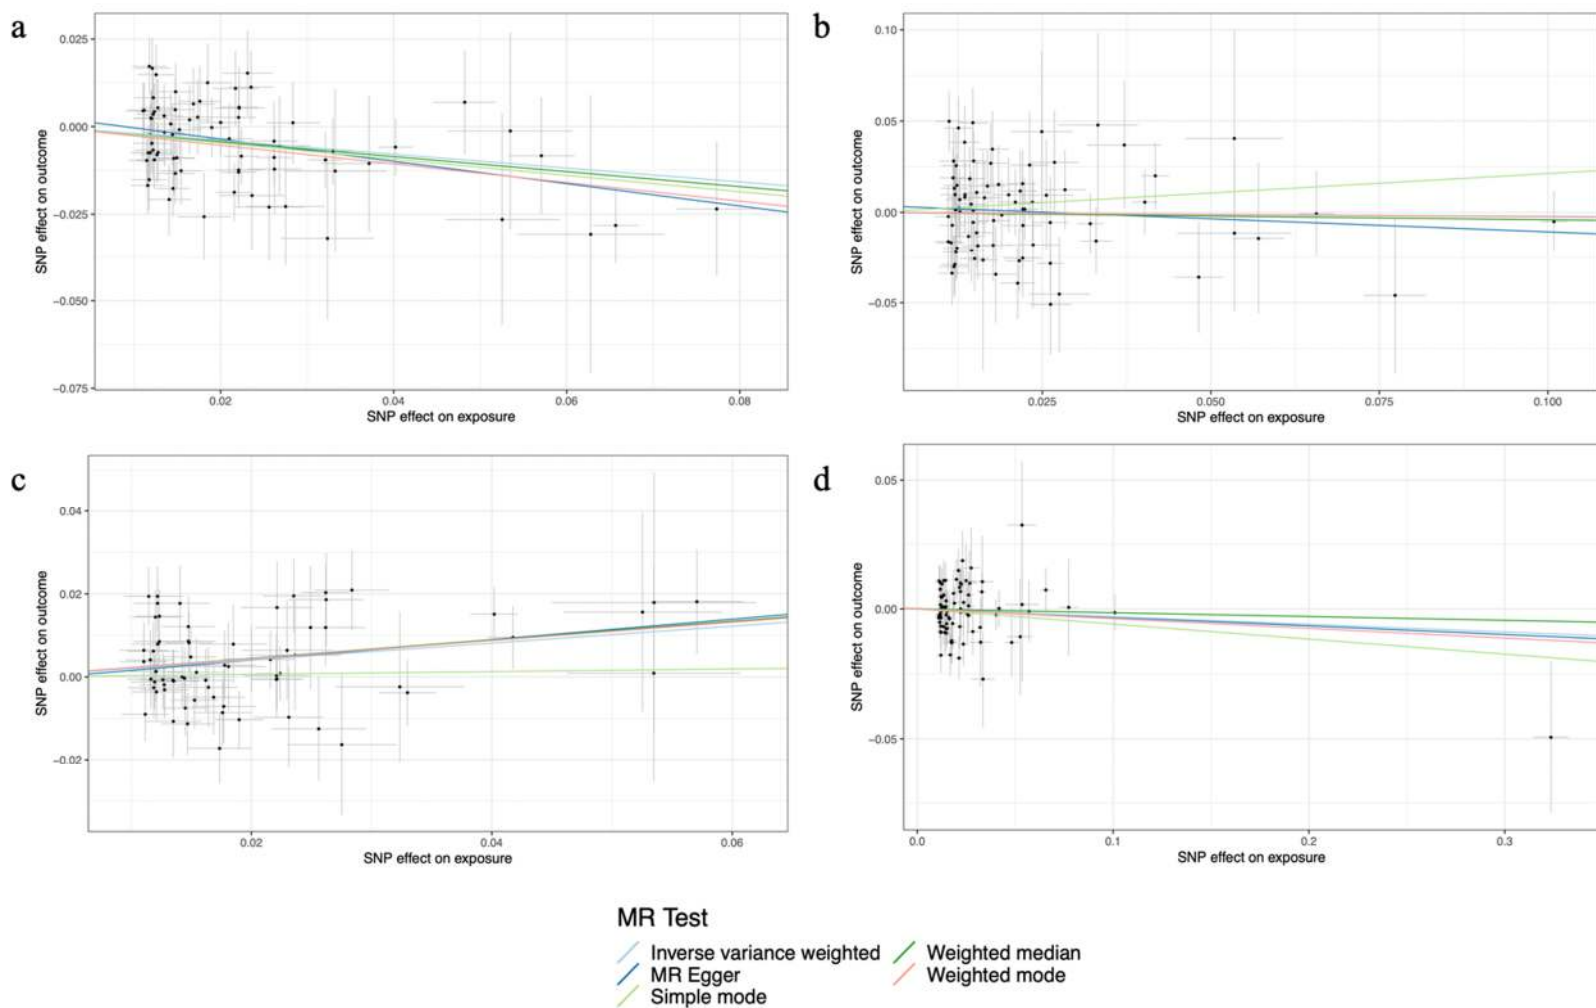 a
0.025
0.000
−0.025
−0.050
−0.075
SNP effect on outcome
0.02
0.04
0.06
0.08
SNP effect on exposure
b
0.10
0.05
0.00
−0.05
SNP effect on outcome
0.025
0.050
0.075
0.100
SNP effect on exposure
c
0.04
0.02
0.00
−0.02
SNP effect on outcome
0.02
0.04
0.06
SNP effect on exposure
d
0.05
0.00
−0.05
SNP effect on outcome
0.0
0.1
0.2
0.3
SNP effect on exposure
MR Test
Inverse variance weighted
MR Egger
Simple mode
Weighted median
Weighted mode